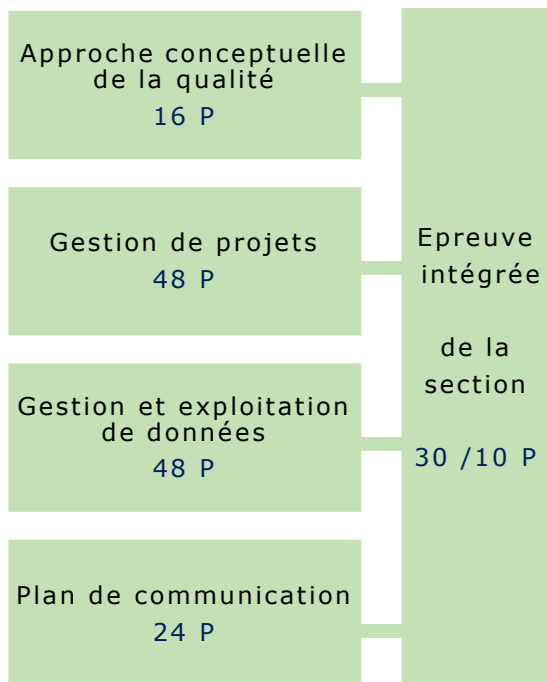 Approche conceptuelle
de la qualité
16 P
Gestion de projets
48 P
Gestion et exploitation
de données
48 P
Plan de communication
24 P
Epreuve
intégrée
de la
section
30 /10 P